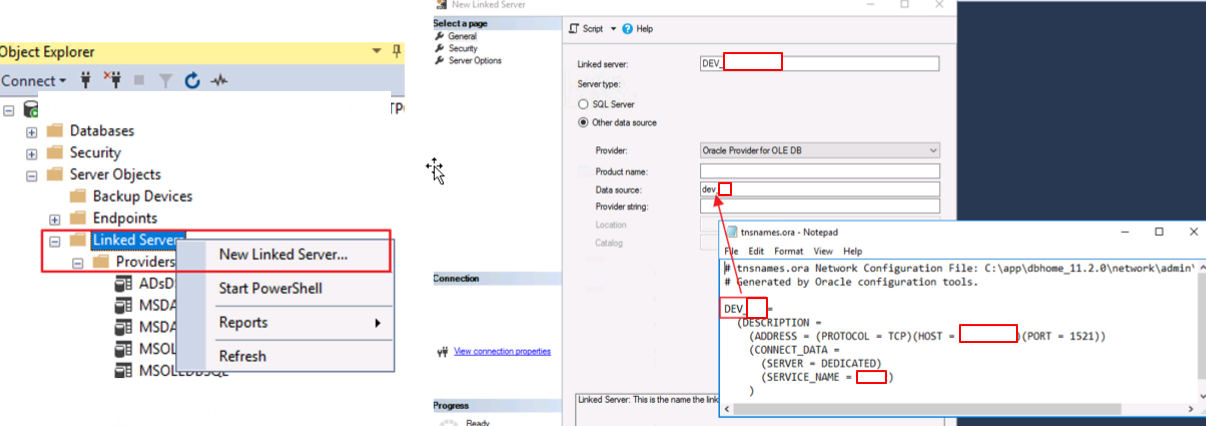 Object Explorer
Connect
TP
Databases
Security
Server Objects
Backup Devices
Endpoints
Linked Servers
Providers
ADsD
MSDA
MSDA
MSOL
MSOLEDBSQL
New Linked Server...
Start PowerShell
Reports
Refresh
New Linked Server
Select a page
General
Security
Server Options
Script
Help
Linked server:
DEV_
Server type:
SQL Server
Other data source
Provider:
Oracle Provider for OLE DB
Product name:
Data source:
dev_
Provider string:
Location
Catalog
Connection
View connection properties
Progress
Ready
Linked Server: This is the name the link
tnsnames.ora - Notepad
File Edit Format View Help
# tnsnames.ora Network Configuration File: C:\app\dbhome_11.2.0\network\admin\
# Generated by Oracle configuration tools.
DEV_ =
(DESCRIPTION =
(ADDRESS = (PROTOCOL = TCP)(HOST = )(PORT = 1521))
(CONNECT_DATA =
(SERVER = DEDICATED)
(SERVICE_NAME = )
)